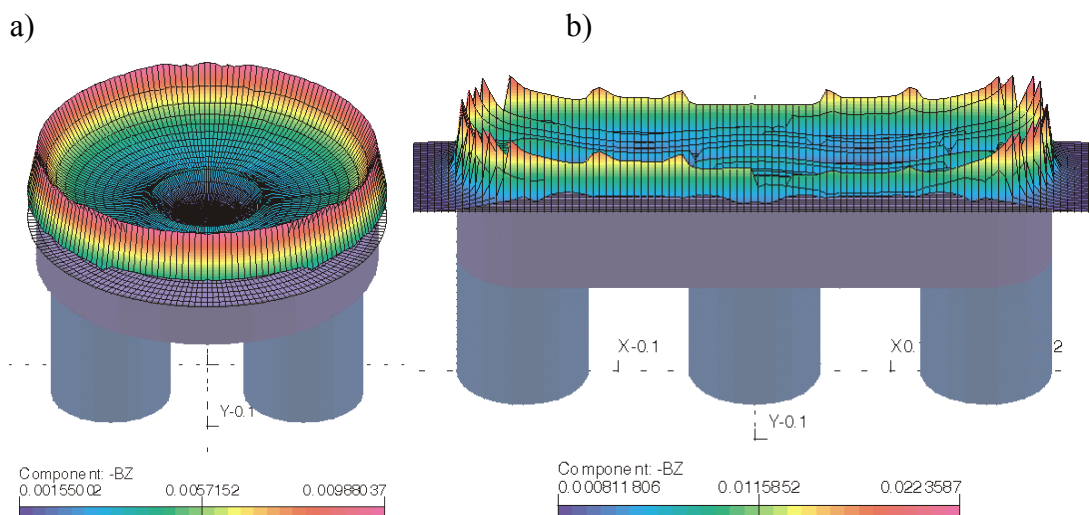 a)
b)
X-0.1
X0.
2
Y-0.1
Y-0.1
Component: -BZ
0.00155002 0.0057152 0.00988037
Component: -BZ
0.000811806 0.0115852 0.0223587